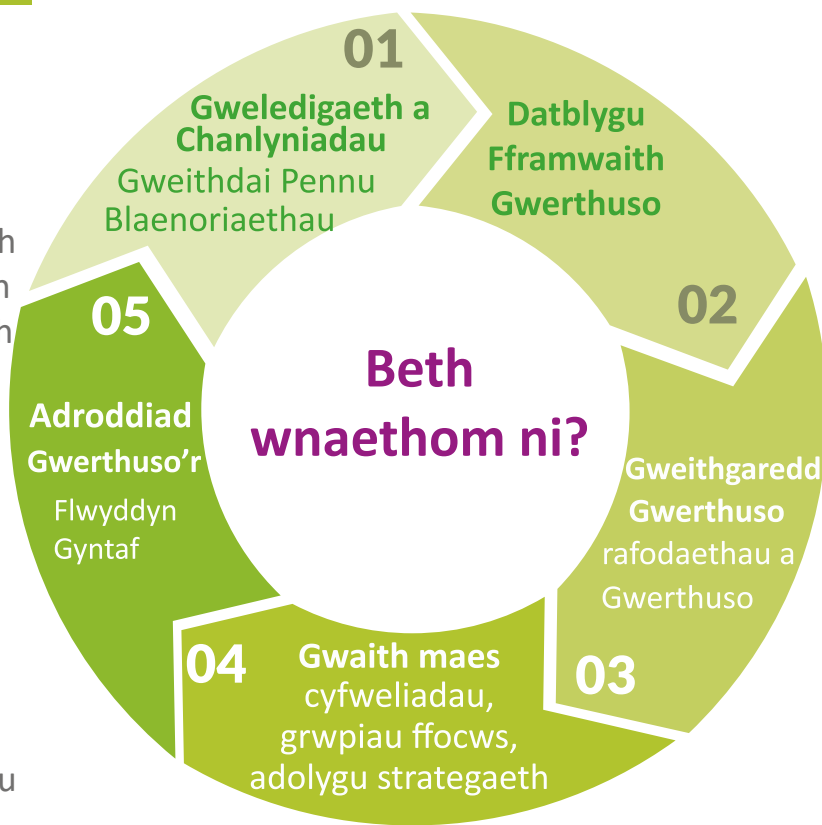 01
Gweledigaeth a
Chanlyniadau
Gweithdai Pennu
Blaenoriaethau
Datblygu
Fframwaith
Gwerthuso
02
Gweithgaredd
Gwerthuso
rafodaethau a
Gwerthuso
03
Gwaith maes
cyfweliadau,
grwpiau ffocws,
adolygu strategaeth
04
05
Adroddiad
Gwerthuso’r
Flwyddyn
Gyntaf
Beth
wnaethom ni?